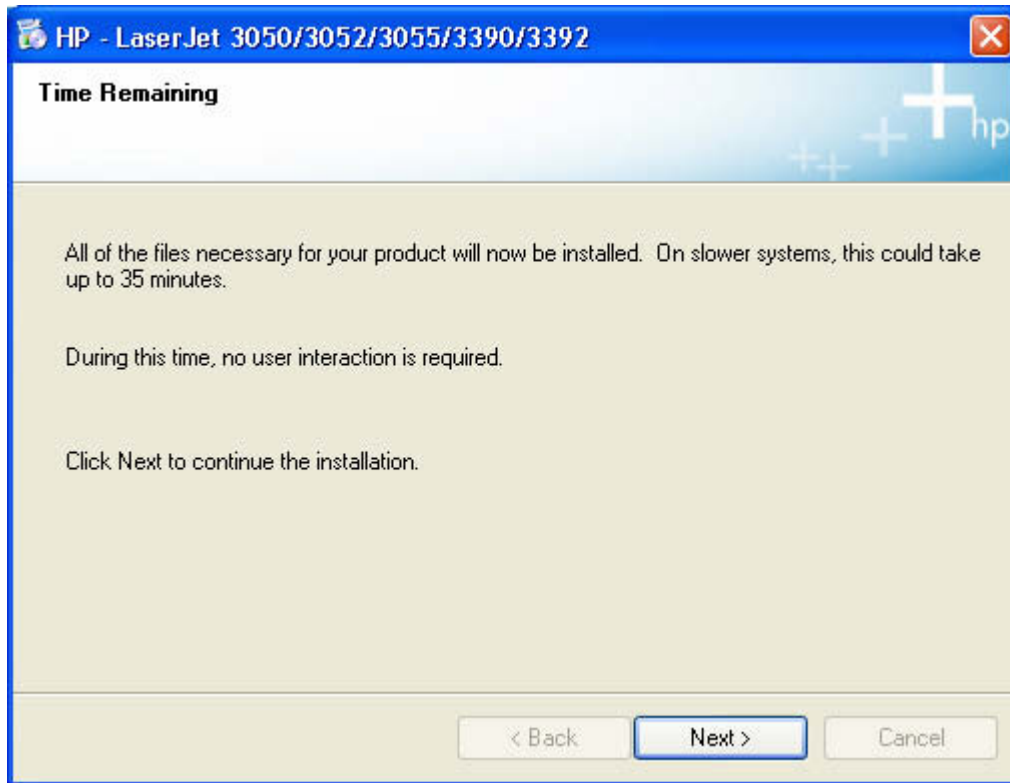 HP - LaserJet 3050/3052/3055/3390/3392
Time Remaining
hp
All of the files necessary for your product will now be installed.  On slower systems, this could take
up to 35 minutes.
During this time, no user interaction is required.
Click Next to continue the installation.
< Back
Next >
Cancel